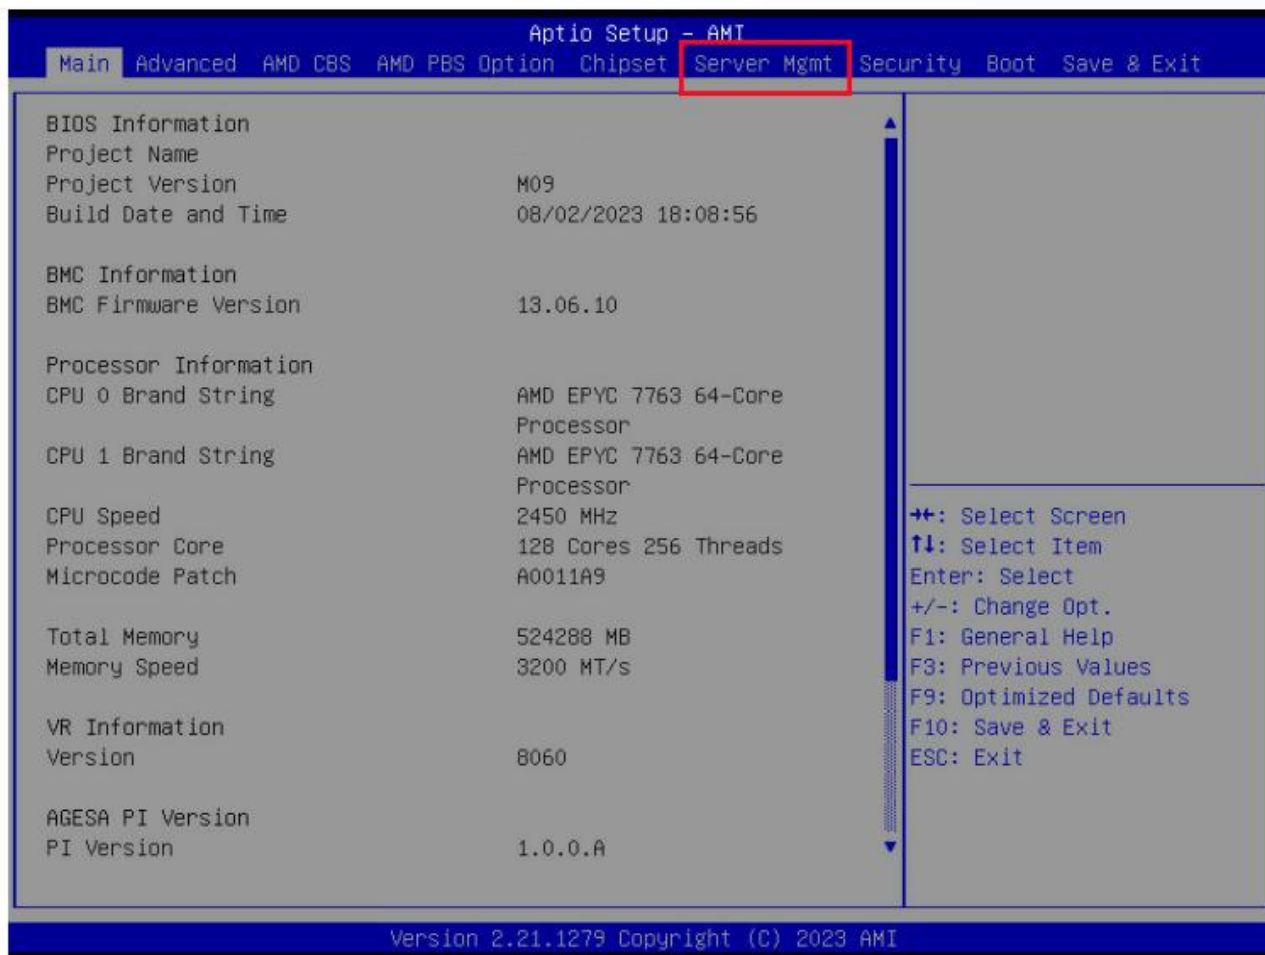 Aptio Setup – AMI
Main Advanced AMD CBS AMD PBS Option Chipset Server Mgmt Security Boot Save & Exit
BIOS Information
Project Name
Project Version M09
Build Date and Time 08/02/2023 18:08:56
BMC Information
BMC Firmware Version 13.06.10
Processor Information
CPU 0 Brand String AMD EPYC 7763 64-Core
Processor
CPU 1 Brand String AMD EPYC 7763 64-Core
Processor
CPU Speed 2450 MHz
Processor Core 128 Cores 256 Threads
Microcode Patch A0011A9
Total Memory 524288 MB
Memory Speed 3200 MT/s
VR Information
Version 8060
AGESA PI Version
PI Version 1.0.0.A
→←: Select Screen
↑↓: Select Item
Enter: Select
+/-: Change Opt.
F1: General Help
F3: Previous Values
F9: Optimized Defaults
F10: Save & Exit
ESC: Exit
Version 2.21.1279 Copyright (C) 2023 AMI